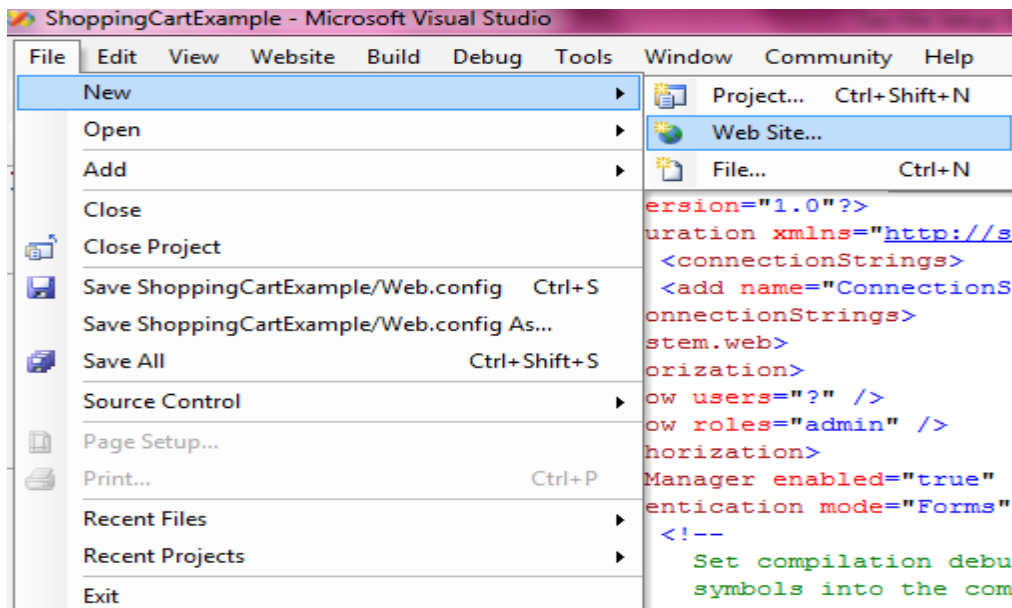 ShoppingCartExample - Microsoft Visual Studio
File Edit View Website Build Debug Tools Window Community Help
New
Open
Add
Close
Close Project
Save ShoppingCartExample/Web.config Ctrl+S
Save ShoppingCartExample/Web.config As...
Save All Ctrl+Shift+S
Source Control
Page Setup...
Print... Ctrl+P
Recent Files
Recent Projects
Exit
Project... Ctrl+Shift+N
Web Site...
File... Ctrl+N
ersion="1.0"?>
uration xmlns="http://s
<connectionStrings>
<add name="ConnectionS
onnectionStrings>
stem.web>
orization>
ow users="?" />
ow roles="admin" />
horization>
Manager enabled="true"
entication mode="Forms"
<!--
Set compilation debu
symbols into the com